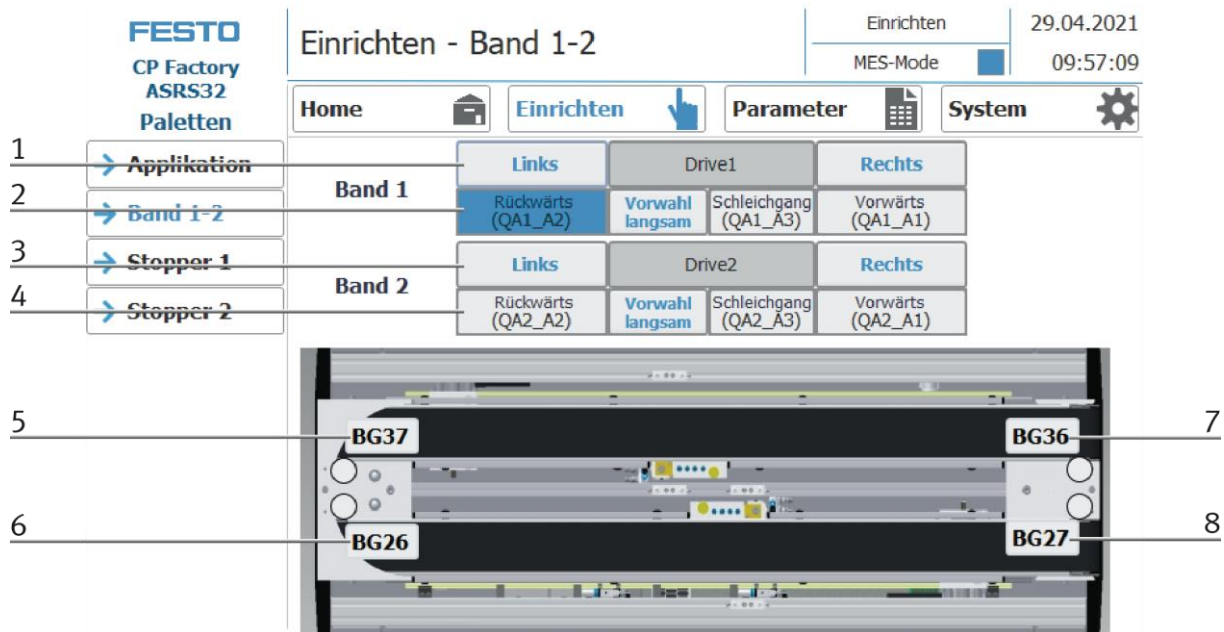 FESTO
CP Factory
ASRS32
Paletten
Einrichten - Band 1-2
Einrichten
MES-Mode
29.04.2021
09:57:09
Home
Einrichten
Parameter
System
1
Applikation
2
Band 1-2
3
Stopper 1
4
Stopper 2
Band 1
Links
Drive1
Rechts
Rückwärts
(QA1_A2)
Vorwahl
langsam
Schleichgang
(QA1_A3)
Vorwärts
(QA1_A1)
Band 2
Links
Drive2
Rechts
Rückwärts
(QA2_A2)
Vorwahl
langsam
Schleichgang
(QA2_A3)
Vorwärts
(QA2_A1)
5
BG37
BG36
7
6
BG26
BG27
8